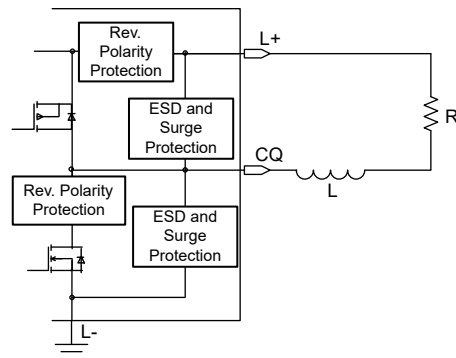 Rev. Polarity
Protection
L+
ESD and
Surge
Protection
R
CQ
L
Rev. Polarity
Protection
ESD and
Surge
Protection
L-